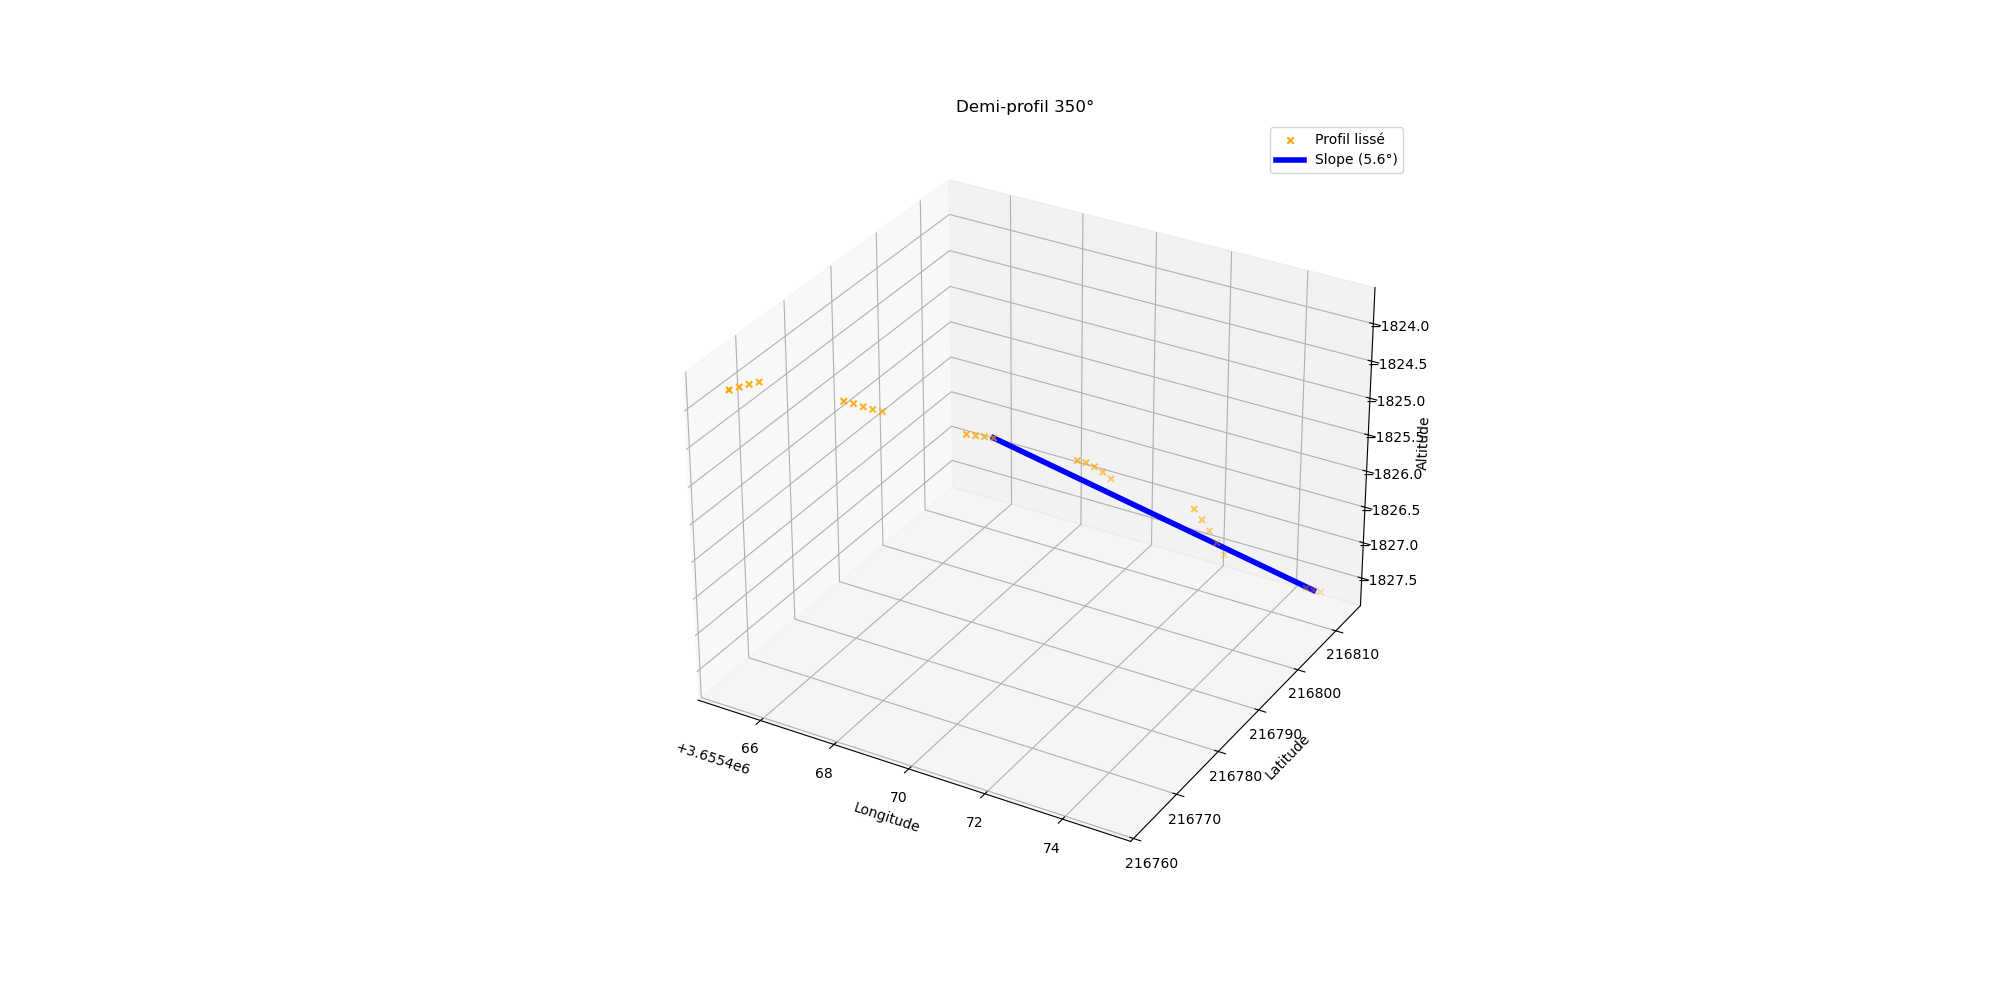 Demi-profil 350°
Profil lissé
Slope (5.6°)
−1824.0
−1824.5
−1825.0
−1825.5
−1826.0
−1826.5
−1827.0
−1827.5
Altitude
216810
216800
216790
216780
216770
216760
Latitude
66
68
70
72
74
+3.6554e6
Longitude